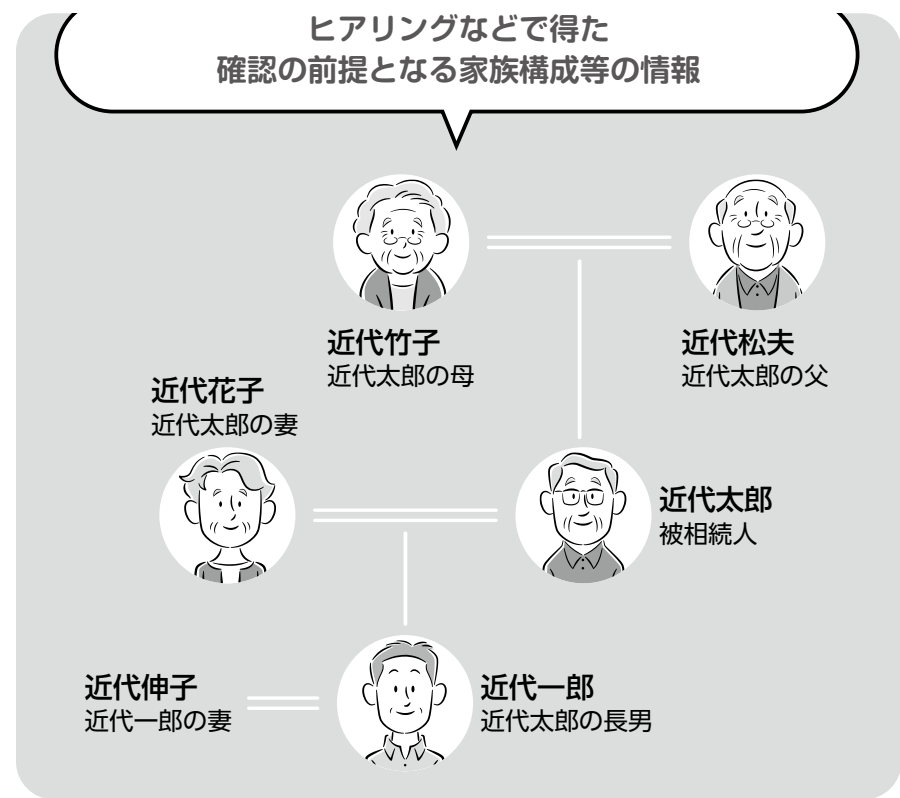 ヒアリングなどで得た
確認の前提となる家族構成等の情報
近代竹子
近代太郎の母
近代松夫
近代太郎の父
近代花子
近代太郎の妻
近代太郎
被相続人
近代伸子
近代一郎の妻
近代一郎
近代太郎の長男